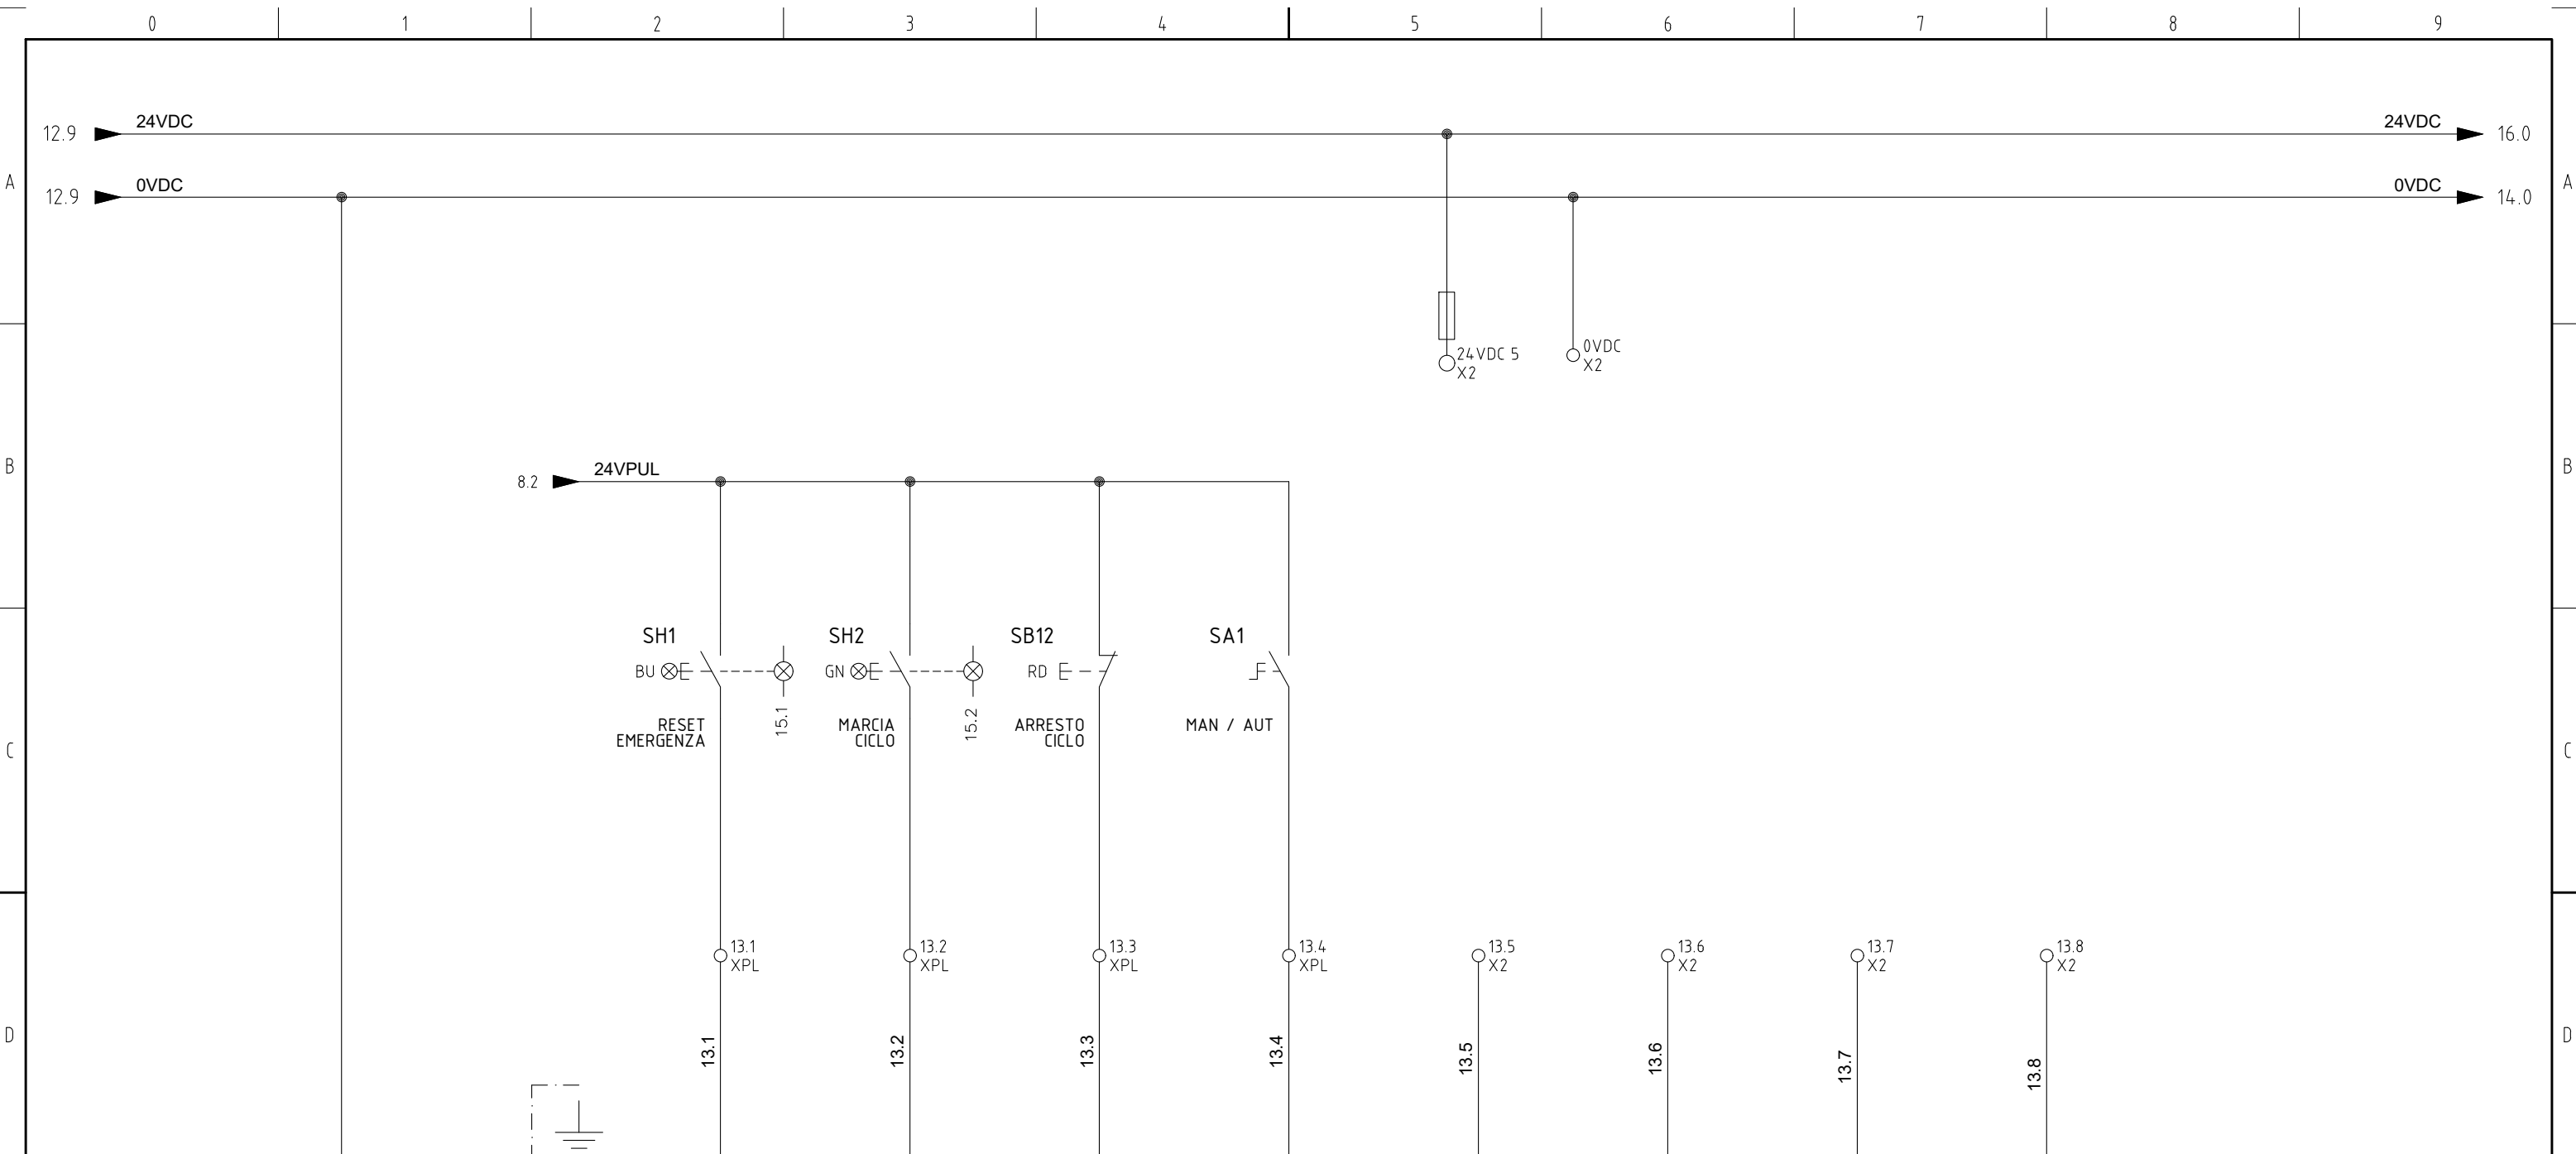 0 1 2 3 4 5 6 7 8 9
12.9 24VDC 24VDC 16.0
A A
12.9 0VDC 0VDC 14.0
24VDC 5
X2
0VDC
X2
B B
8.2 24VPUL
SH1 SH2 SB12 SA1
BU GN RD
15.1 15.2
RESET
EMERGENZA
MARCIA
CICLO
ARRESTO
CICLO
MAN / AUT
C C
13.1
XPL
13.2
XPL
13.3
XPL
13.4
XPL
13.5
X2
13.6
X2
13.7
X2
13.8
X2
D D
13.1 13.2 13.3 13.4 13.5 13.6 13.7 13.8